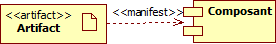 <<artifact>>
Artifact
<<manifest>>
Composant